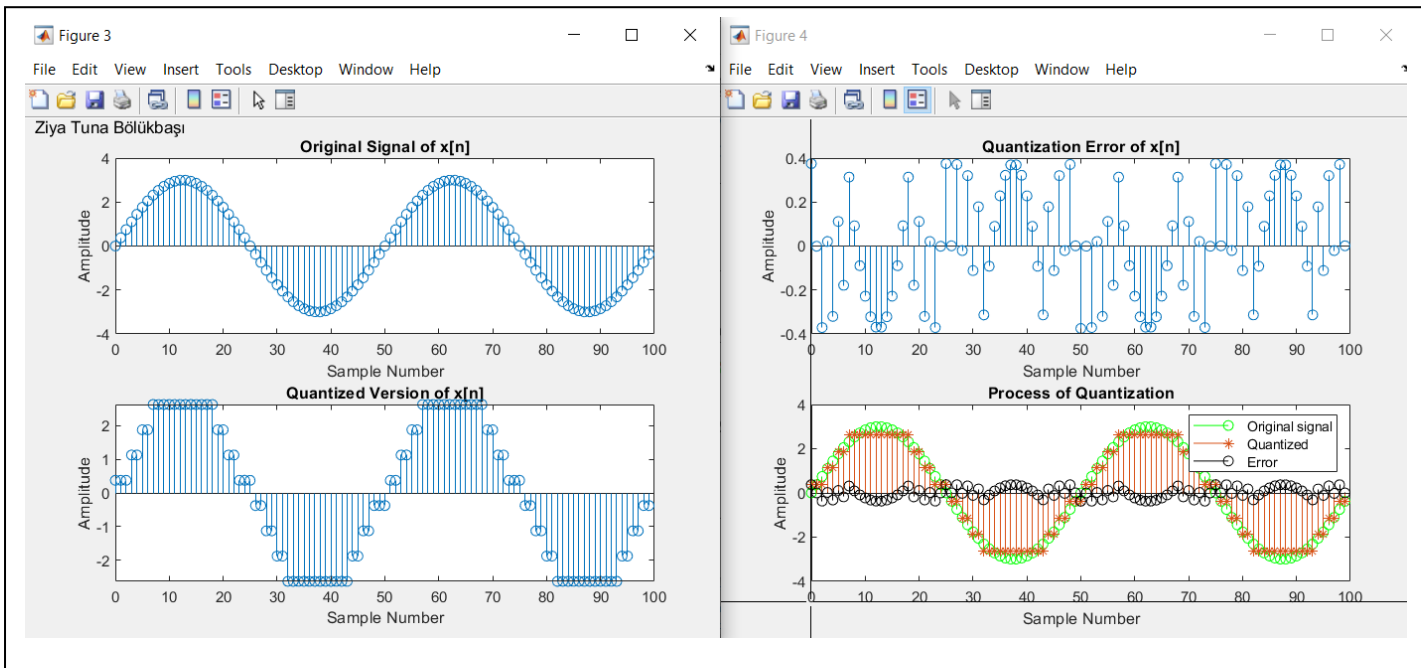 Figure 3
File Edit View Insert Tools Desktop Window Help
Ziya Tuna Bölükbaşı
Original Signal of x[n]
4
2
0
-2
-4
Amplitude
0 10 20 30 40 50 60 70 80 90 100
Sample Number
Quantized Version of x[n]
2
1
0
-1
-2
Amplitude
0 10 20 30 40 50 60 70 80 90 100
Sample Number
Figure 4
File Edit View Insert Tools Desktop Window Help
Quantization Error of x[n]
0.4
0.2
0
-0.2
-0.4
Amplitude
0 10 20 30 40 50 60 70 80 90 100
Sample Number
Process of Quantization
4
2
0
-2
-4
Amplitude
Original signal
Quantized
Error
0 10 20 30 40 50 60 70 80 90 100
Sample Number